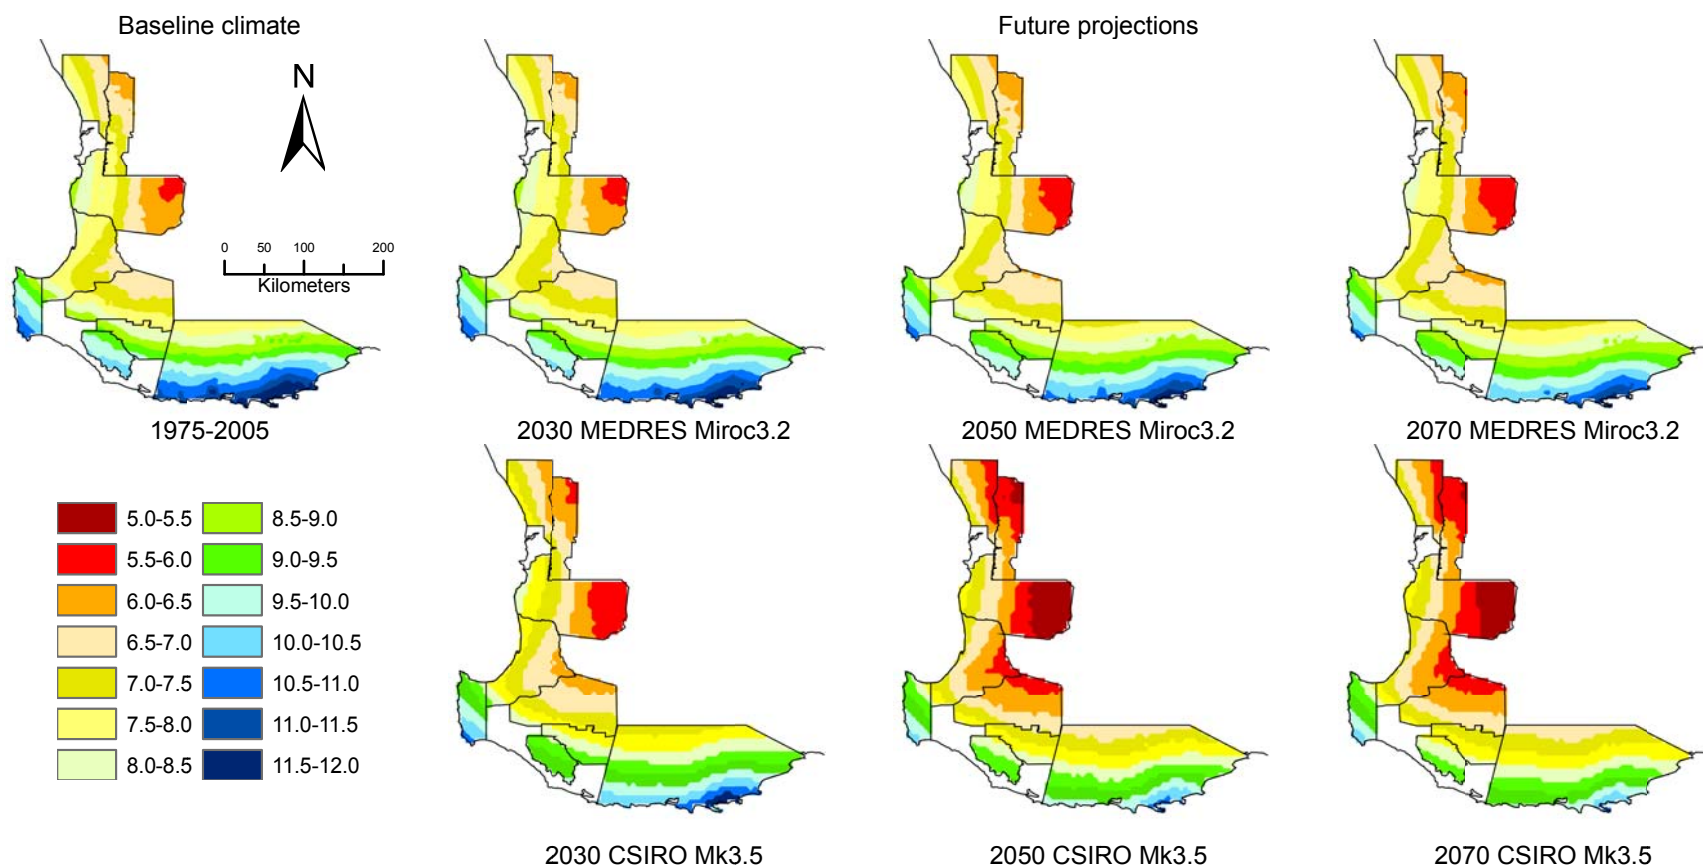 Baseline climate
Future projections
N
0 50 100 200
Kilometers
1975-2005
2030 MEDRES Miroc3.2
2050 MEDRES Miroc3.2
2070 MEDRES Miroc3.2
5.0-5.5
5.5-6.0
6.0-6.5
6.5-7.0
7.0-7.5
7.5-8.0
8.0-8.5
8.5-9.0
9.0-9.5
9.5-10.0
10.0-10.5
10.5-11.0
11.0-11.5
11.5-12.0
2030 CSIRO Mk3.5
2050 CSIRO Mk3.5
2070 CSIRO Mk3.5